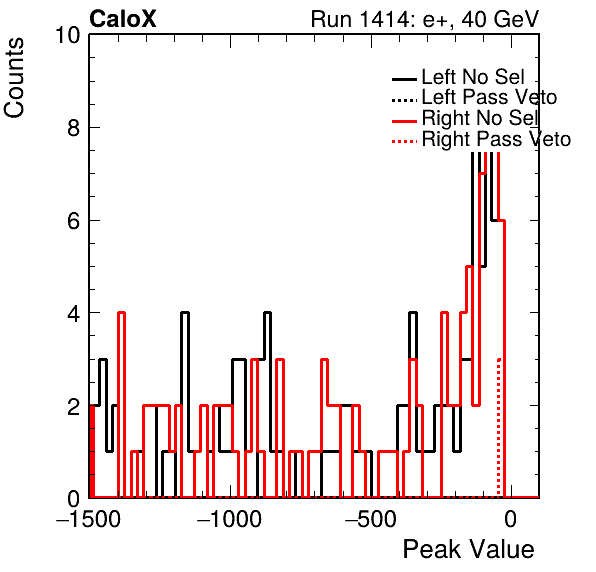 CaloX Run 1414: e+, 40 GeV
Counts
10
8
6
4
2
0
Left No Sel
Left Pass Veto
Right No Sel
Right Pass Veto
−1500 −1000 −500 0
Peak Value